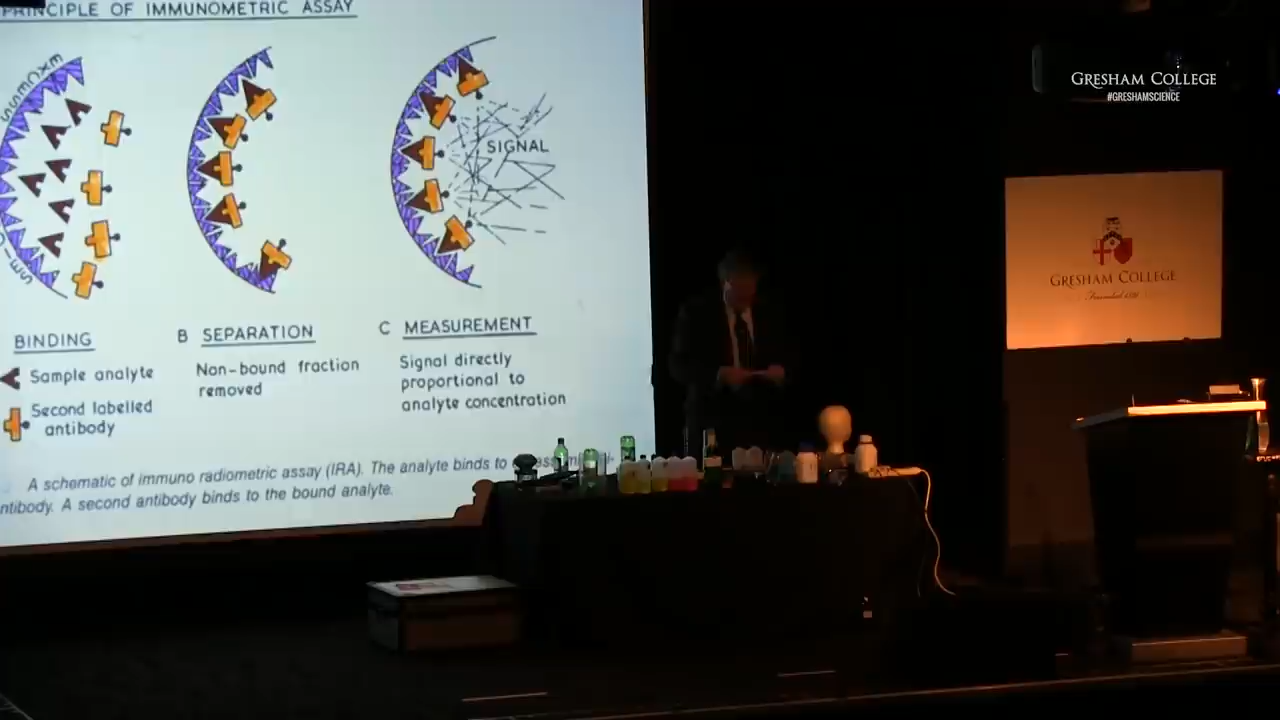 PRINCIPLE OF IMMUNOMETRIC ASSAY
EXCESS
SIGNAL
BINDING
Sample analyte
Second labelled
antibody
B SEPARATION
Non-bound fraction
removed
C MEASUREMENT
Signal directly
proportional to
analyte concentration
A schematic of immuno radiometric assay (IRA). The analyte binds to
ntibody. A second antibody binds to the bound analyte.
GRESHAM COLLEGE
#GRESHAMSCIENCE
GRESHAM COLLEGE